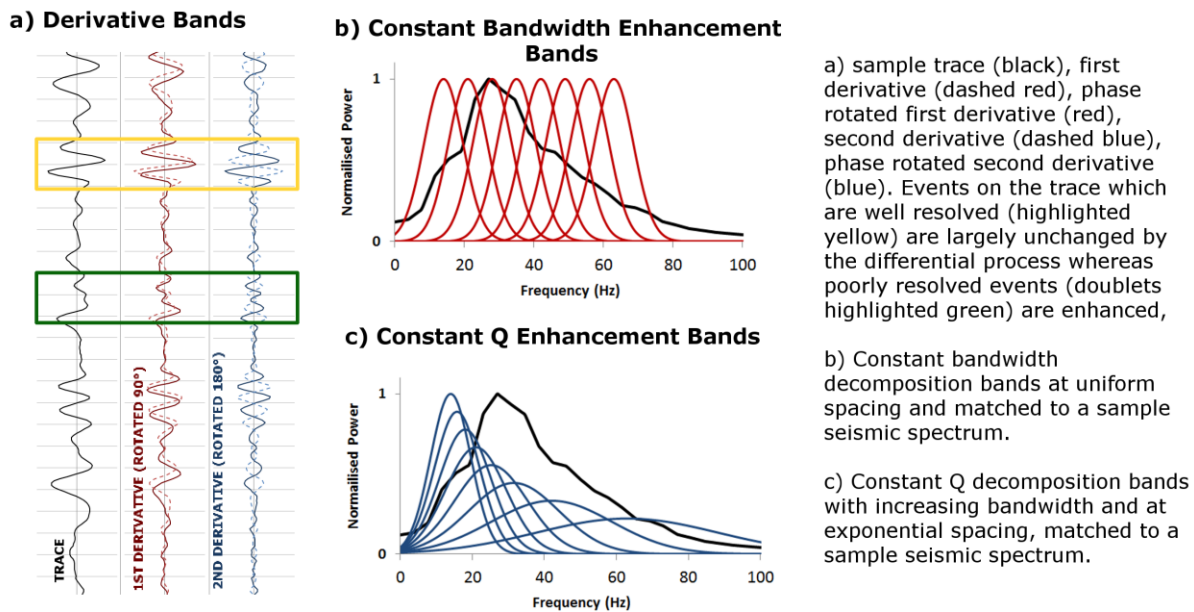 a) Derivative Bands
TRACE
1ST DERIVATIVE (ROTATED 90°)
2ND DERIVATIVE (ROTATED 180°)
b) Constant Bandwidth Enhancement
Bands
Normailised Power
1
0
0 20 40 60 80 100
Frequency (Hz)
c) Constant Q Enhancement Bands
Normailised Power
1
0
0 20 40 60 80 100
Frequency (Hz)
a) sample trace (black), first
derivative (dashed red), phase
rotated first derivative (red),
second derivative (dashed blue),
phase rotated second derivative
(blue). Events on the trace which
are well resolved (highlighted
yellow) are largely unchanged by
the differential process whereas
poorly resolved events (doublets
highlighted green) are enhanced,
b) Constant bandwidth
decomposition bands at uniform
spacing and matched to a sample
seismic spectrum.
c) Constant Q decomposition bands
with increasing bandwidth and at
exponential spacing, matched to a
sample seismic spectrum.